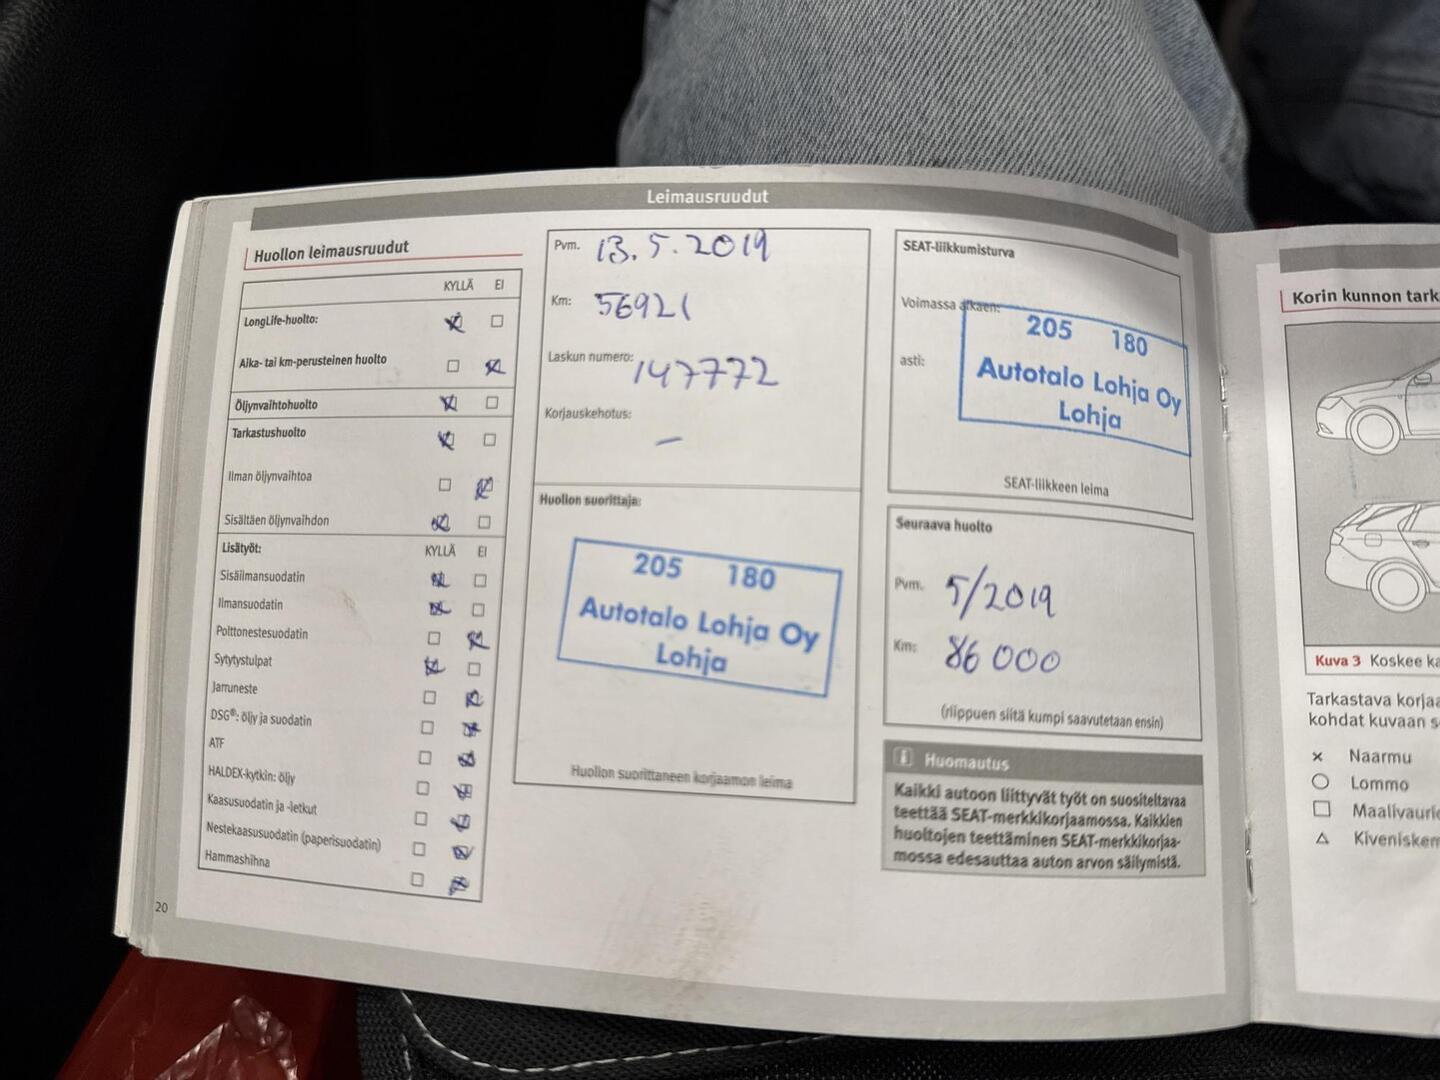 Leimausruudut
Huollon leimausruudut
KYLLÄ EI
LongLife-huolto:
Aika- tai km-perusteinen huolto
Öljynvaihtohuolto
Tarkastushuolto
Ilman öljynvaihtoa
Sisältäen öljynvaihdon
Lisätyöt: KYLLÄ EI
Sisäilmansuodatin
Ilmansuodatin
Polttonestesuodatin
Sytytystulpat
Jarruneste
DSG®: öljy ja suodatin
ATF
HALDEX-kytkin: öljy
Kaasusuodatin ja -letkut
Nestekaasusuodatin (paperisuodatin)
Hammashihna
20
Pvm. 13.5.2019
Km: 56921
Laskun numero: 147772
Korjauskehotus:
–
Huollon suorittaja:
205 180
Autotalo Lohja Oy
Lohja
Huollon suorittaneen korjaamon leima
SEAT-liikkumisturva
Voimassa alkaen:
asti:
205 180
Autotalo Lohja Oy
Lohja
SEAT-liikkeen leima
Seuraava huolto
Pvm. 5/2019
Km: 86 000
(riippuen siitä kumpi saavutetaan ensin)
Huomautus
Kaikki autoon liittyvät työt on suositeltavaa
teettää SEAT-merkkikorjaamossa. Kaikkien
huoltojen teettäminen SEAT-merkkikorjaa-
mossa edesauttaa auton arvon säilymistä.
Korin kunnon tark
Kuva 3 Koskee ka
Tarkastava korjaa
kohdat kuvaan s
Naarmu
Lommo
Maalivaurio
Kiveniskem